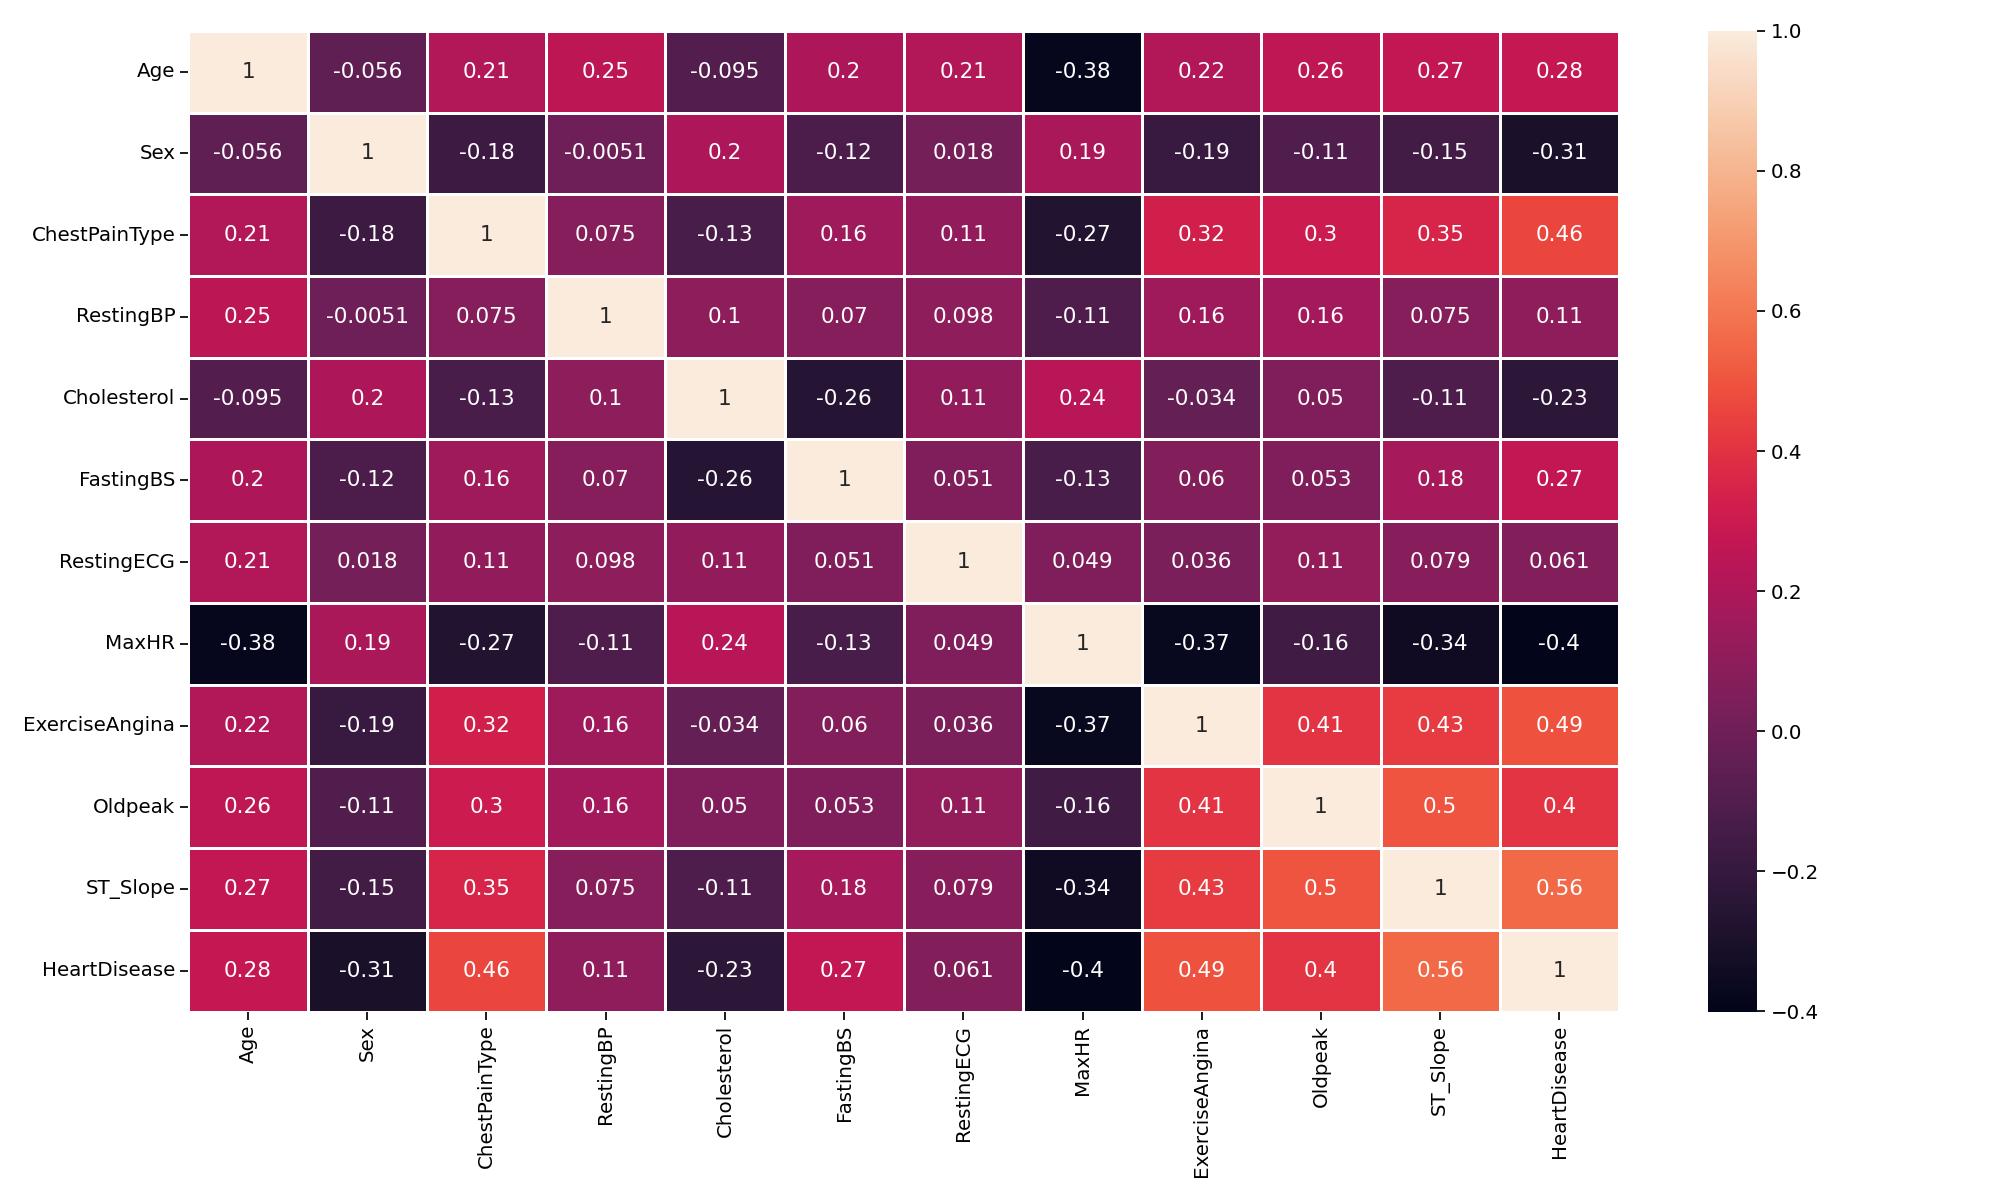 Age 1 -0.056 0.21 0.25 -0.095 0.2 0.21 -0.38 0.22 0.26 0.27 0.28
Sex -0.056 1 -0.18 -0.0051 0.2 -0.12 0.018 0.19 -0.19 -0.11 -0.15 -0.31
ChestPainType 0.21 -0.18 1 0.075 -0.13 0.16 0.11 -0.27 0.32 0.3 0.35 0.46
RestingBP 0.25 -0.0051 0.075 1 0.1 0.07 0.098 -0.11 0.16 0.16 0.075 0.11
Cholesterol -0.095 0.2 -0.13 0.1 1 -0.26 0.11 0.24 -0.034 0.05 -0.11 -0.23
FastingBS 0.2 -0.12 0.16 0.07 -0.26 1 0.051 -0.13 0.06 0.053 0.18 0.27
RestingECG 0.21 0.018 0.11 0.098 0.11 0.051 1 0.049 0.036 0.11 0.079 0.061
MaxHR -0.38 0.19 -0.27 -0.11 0.24 -0.13 0.049 1 -0.37 -0.16 -0.34 -0.4
ExerciseAngina 0.22 -0.19 0.32 0.16 -0.034 0.06 0.036 -0.37 1 0.41 0.43 0.49
Oldpeak 0.26 -0.11 0.3 0.16 0.05 0.053 0.11 -0.16 0.41 1 0.5 0.4
ST_Slope 0.27 -0.15 0.35 0.075 -0.11 0.18 0.079 -0.34 0.43 0.5 1 0.56
HeartDisease 0.28 -0.31 0.46 0.11 -0.23 0.27 0.061 -0.4 0.49 0.4 0.56 1
Age
Sex
ChestPainType
RestingBP
Cholesterol
FastingBS
RestingECG
MaxHR
ExerciseAngina
Oldpeak
ST_Slope
HeartDisease
1.0
0.8
0.6
0.4
0.2
0.0
−0.2
−0.4